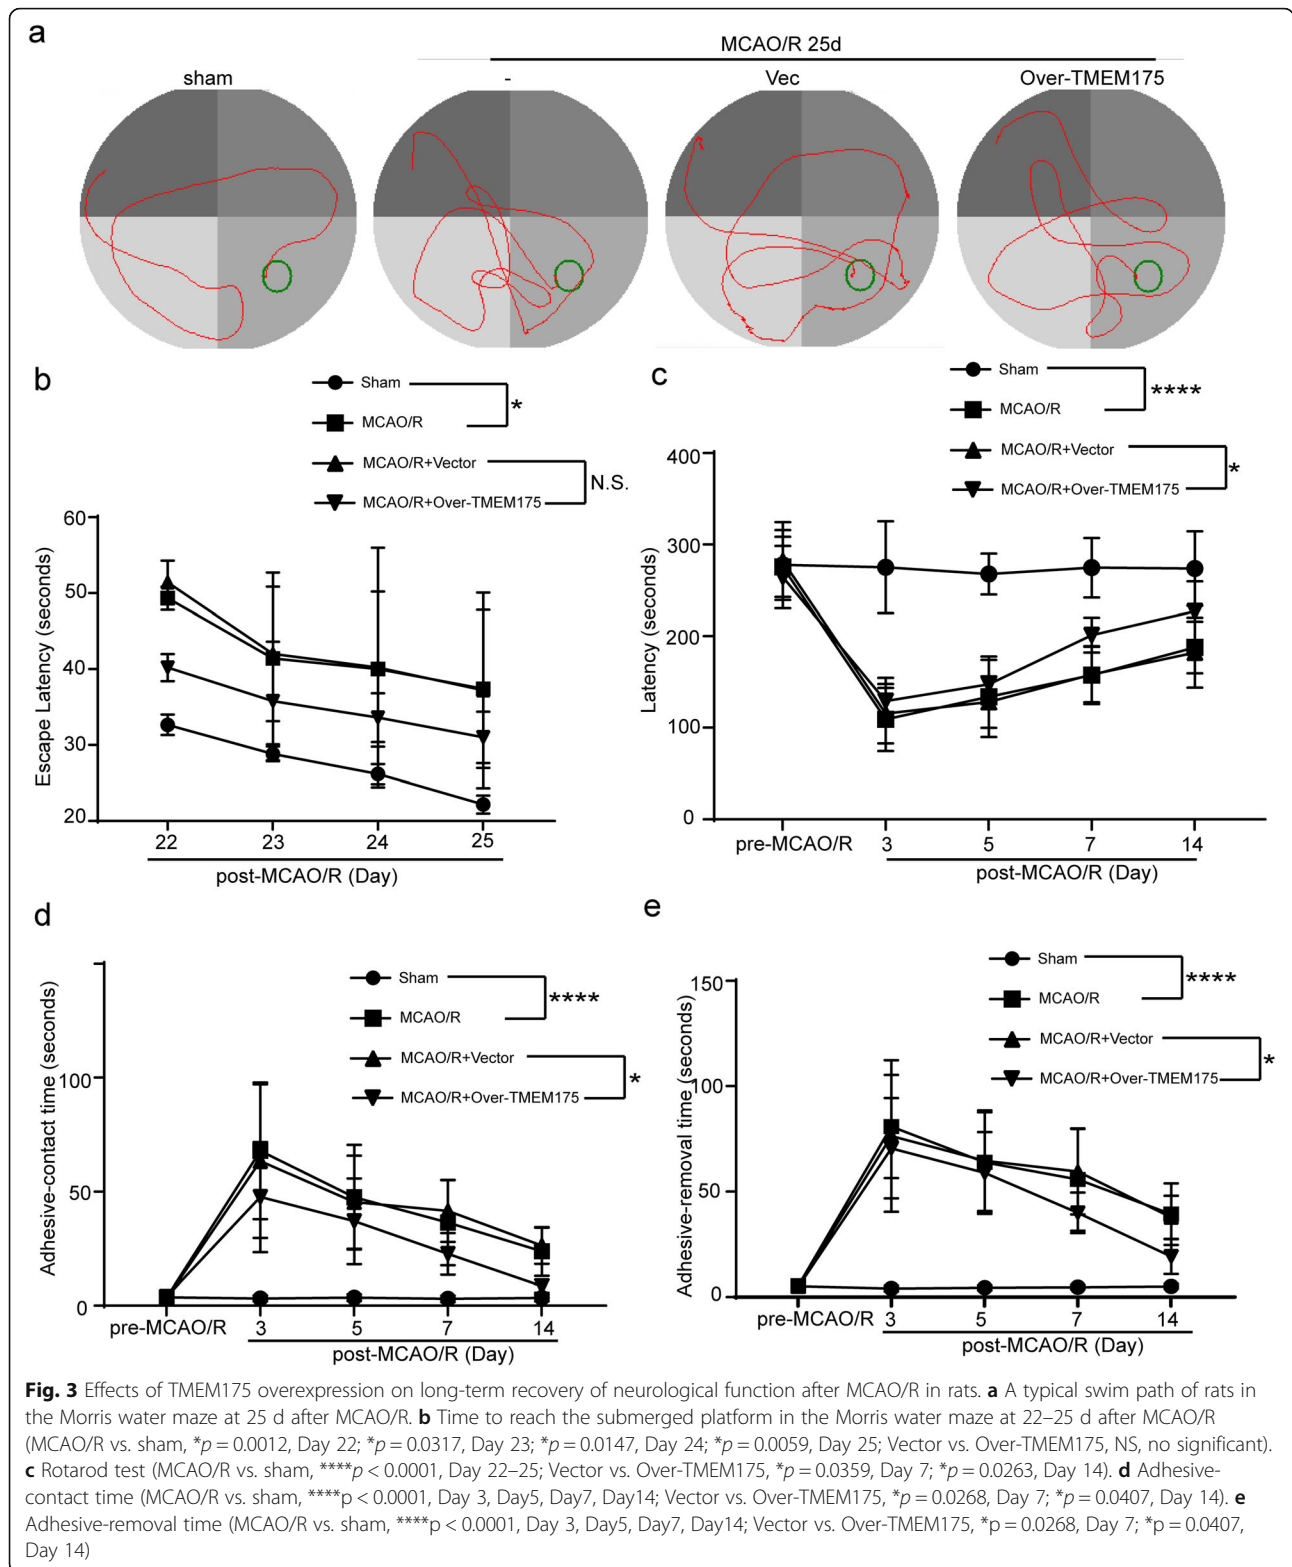 a
MCAO/R 25d
sham
-
Vec
Over-TMEM175
b
Sham
*
MCAO/R
MCAO/R+Vector
N.S.
MCAO/R+Over-TMEM175
60
50
40
30
20
Escape Latency (seconds)
22 23 24 25
post-MCAO/R (Day)
c
Sham
****
MCAO/R
MCAO/R+Vector
*
MCAO/R+Over-TMEM175
400
300
200
100
0
Latency (seconds)
pre-MCAO/R 3 5 7 14
post-MCAO/R (Day)
d
Sham
****
MCAO/R
MCAO/R+Vector
*
MCAO/R+Over-TMEM175
100
50
0
Adhesive-contact time (seconds)
pre-MCAO/R 3 5 7 14
post-MCAO/R (Day)
e
Sham
****
MCAO/R
MCAO/R+Vector
*
MCAO/R+Over-TMEM175
150
100
50
0
Adhesive-removal time (seconds)
pre-MCAO/R 3 5 7 14
post-MCAO/R (Day)
Fig. 3 Effects of TMEM175 overexpression on long-term recovery of neurological function after MCAO/R in rats. a A typical swim path of rats in
the Morris water maze at 25 d after MCAO/R. b Time to reach the submerged platform in the Morris water maze at 22–25 d after MCAO/R
(MCAO/R vs. sham, *p = 0.0012, Day 22; *p = 0.0317, Day 23; *p = 0.0147, Day 24; *p = 0.0059, Day 25; Vector vs. Over-TMEM175, NS, no significant).
c Rotarod test (MCAO/R vs. sham, ****p < 0.0001, Day 22–25; Vector vs. Over-TMEM175, *p = 0.0359, Day 7; *p = 0.0263, Day 14). d Adhesive-
contact time (MCAO/R vs. sham, ****p < 0.0001, Day 3, Day5, Day7, Day14; Vector vs. Over-TMEM175, *p = 0.0268, Day 7; *p = 0.0407, Day 14). e
Adhesive-removal time (MCAO/R vs. sham, ****p < 0.0001, Day 3, Day5, Day7, Day14; Vector vs. Over-TMEM175, *p = 0.0268, Day 7; *p = 0.0407,
Day 14)